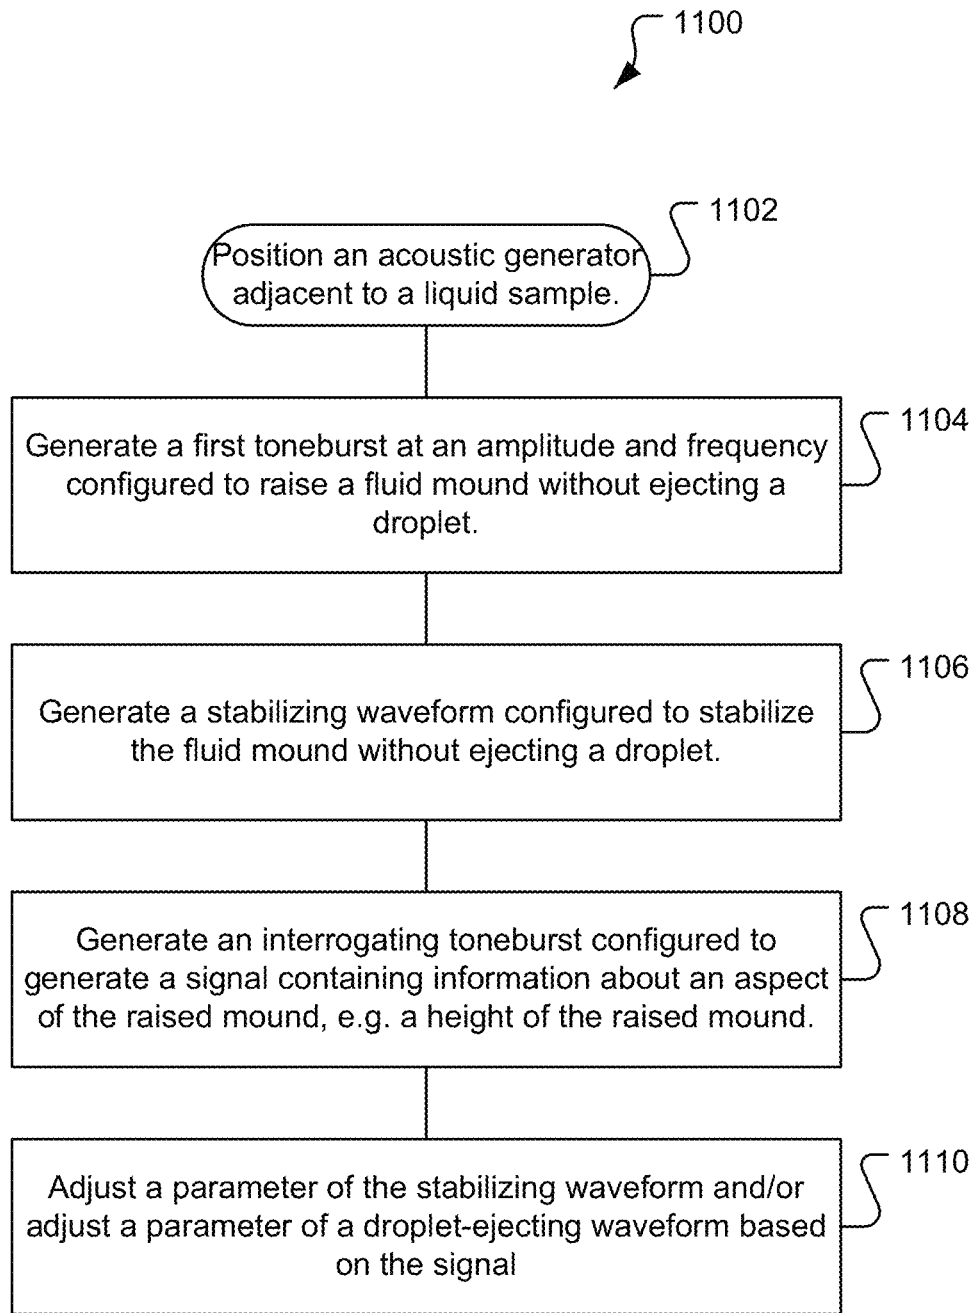 1100
1102
Position an acoustic generator
adjacent to a liquid sample.
1104
Generate a first toneburst at an amplitude and frequency
configured to raise a fluid mound without ejecting a
droplet.
1106
Generate a stabilizing waveform configured to stabilize
the fluid mound without ejecting a droplet.
1108
Generate an interrogating toneburst configured to
generate a signal containing information about an aspect
of the raised mound, e.g. a height of the raised mound.
1110
Adjust a parameter of the stabilizing waveform and/or
adjust a parameter of a droplet-ejecting waveform based
on the signal